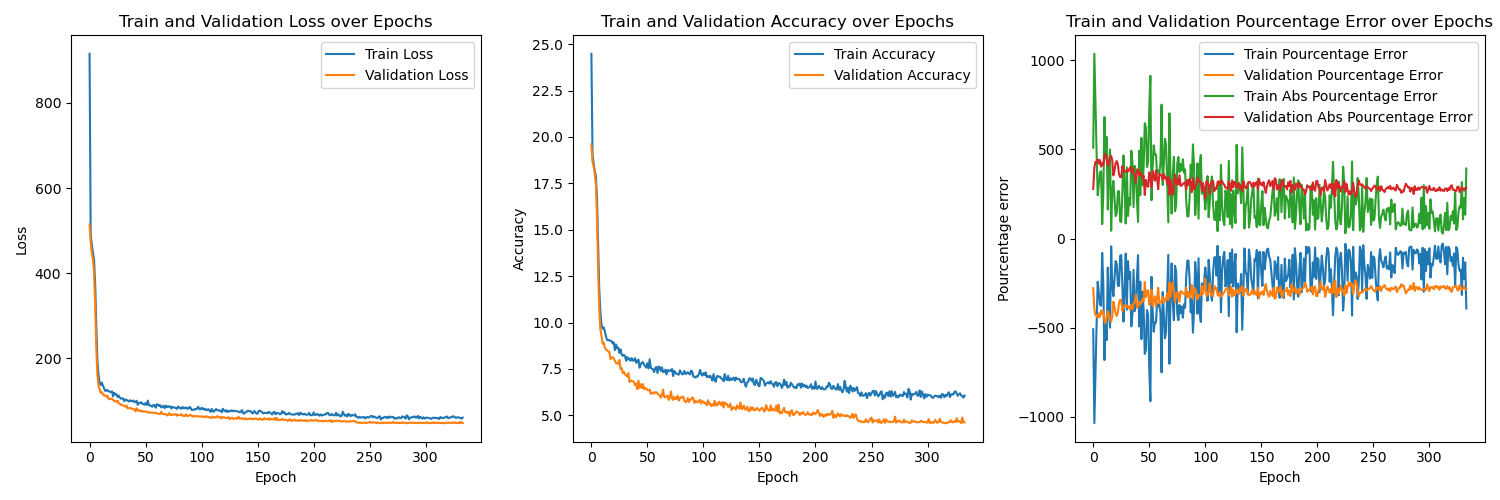 Train and Validation Loss over Epochs
Train Loss
Validation Loss
800
600
400
200
Loss
0 50 100 150 200 250 300
Epoch
Train and Validation Accuracy over Epochs
Train Accuracy
Validation Accuracy
25.0
22.5
20.0
17.5
15.0
12.5
10.0
7.5
5.0
Accuracy
0 50 100 150 200 250 300
Epoch
Train and Validation Pourcentage Error over Epochs
Train Pourcentage Error
Validation Pourcentage Error
Train Abs Pourcentage Error
Validation Abs Pourcentage Error
1000
500
0
−500
−1000
Pourcentage error
0 50 100 150 200 250 300
Epoch